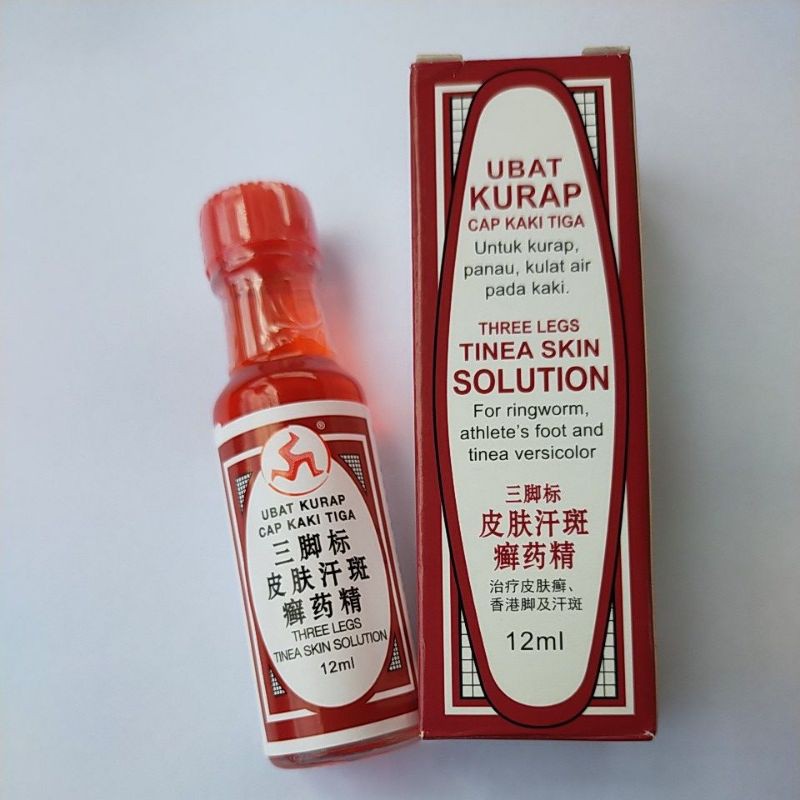 ®
UBAT KURAP
CAP KAKI TIGA
三脚标
皮肤汗斑
癣药精
THREE LEGS
TINEA SKIN SOLUTION
12ml
UBAT
KURAP
CAP KAKI TIGA
Untuk kurap,
panau, kulat air
pada kaki.
THREE LEGS
TINEA SKIN
SOLUTION
For ringworm,
athlete's foot and
tinea versicolor
三脚标
皮肤汗斑
癣药精
治疗皮肤癣、
香港脚及汗斑
12ml